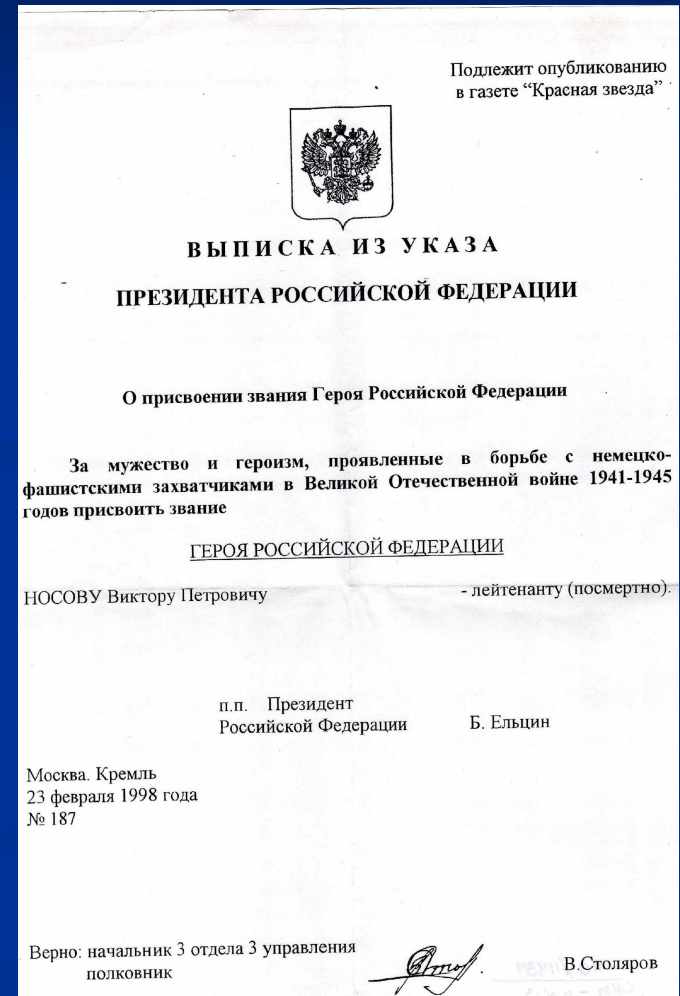 Подлежит опубликованию
в газете “Красная звезда”
ВЫПИСКА ИЗ УКАЗА
ПРЕЗИДЕНТА РОССИЙСКОЙ ФЕДЕРАЦИИ
О присвоении звания Героя Российской Федерации
За мужество и героизм, проявленные в борьбе с немецко-
фашистскими захватчиками в Великой Отечественной войне 1941-1945
годов присвоить звание
ГЕРОЯ РОССИЙСКОЙ ФЕДЕРАЦИИ
НОСОВУ Виктору Петровичу - лейтенанту (посмертно).
п.п. Президент
Российской Федерации Б. Ельцин
Москва. Кремль
23 февраля 1998 года
№ 187
Верно: начальник 3 отдела 3 управления
полковник В.Столяров